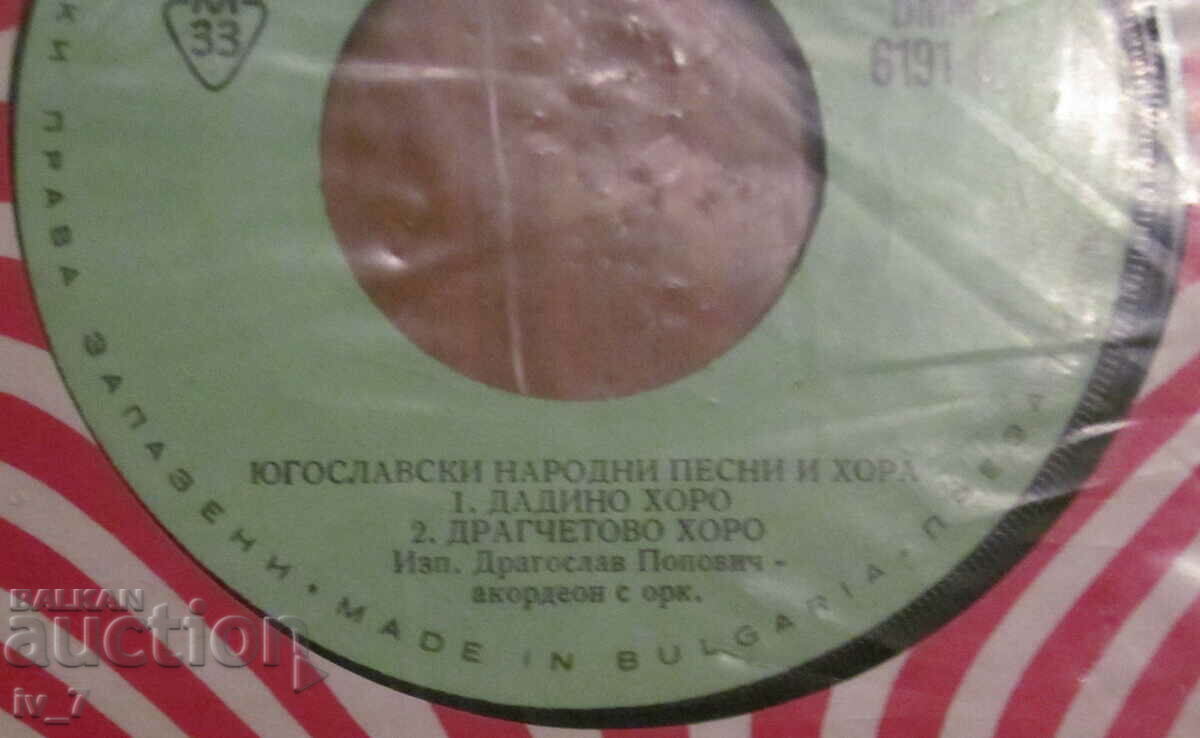 33
6191
ЮГОСЛАВСКИ НАРОДНИ ПЕСНИ И ХОРА
1. ДАДИНО ХОРО
2. ДРАГЧЕТОВО ХОРО
Изп. Драгослав Попович -
акордеон с орк.
КИ ПРАВА ЗАПАЗЕНИ • MADE IN BULGARIA •
BALKAN
auction
iv_7